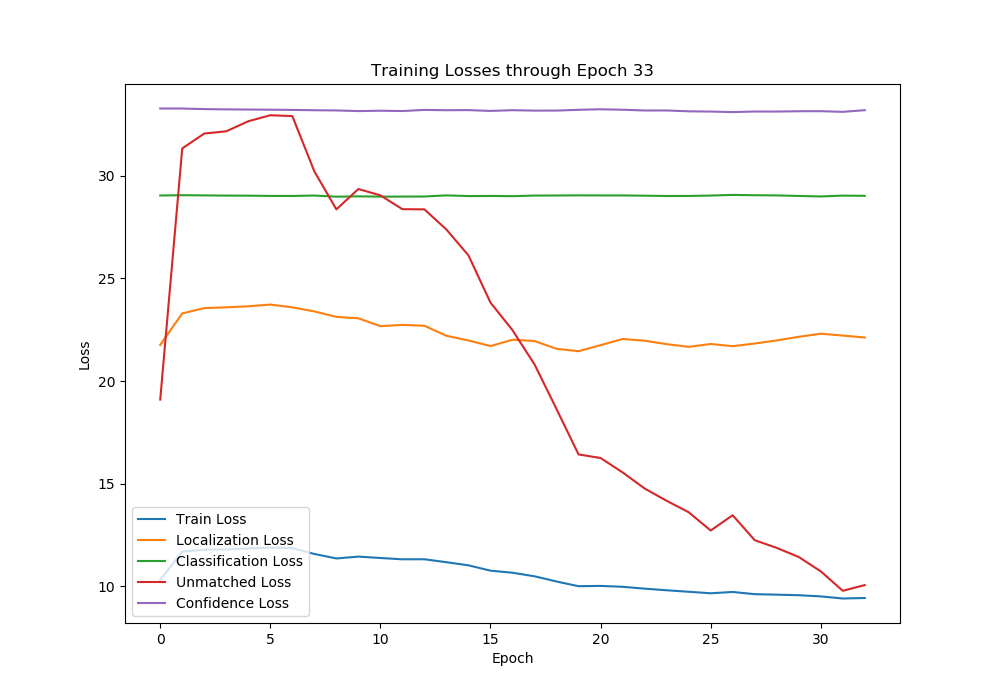 Training Losses through Epoch 33
Loss
30
25
20
15
10
Train Loss
Localization Loss
Classification Loss
Unmatched Loss
Confidence Loss
0 5 10 15 20 25 30
Epoch